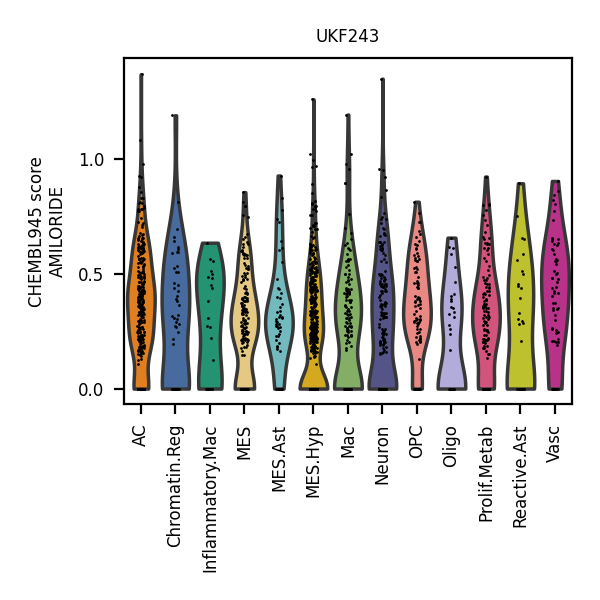 UKF243
CHEMBL945 score
AMILORIDE
1.0
0.5
0.0
AC
Chromatin.Reg
Inflammatory.Mac
MES
MES.Ast
MES.Hyp
Mac
Neuron
OPC
Oligo
Prolif.Metab
Reactive.Ast
Vasc